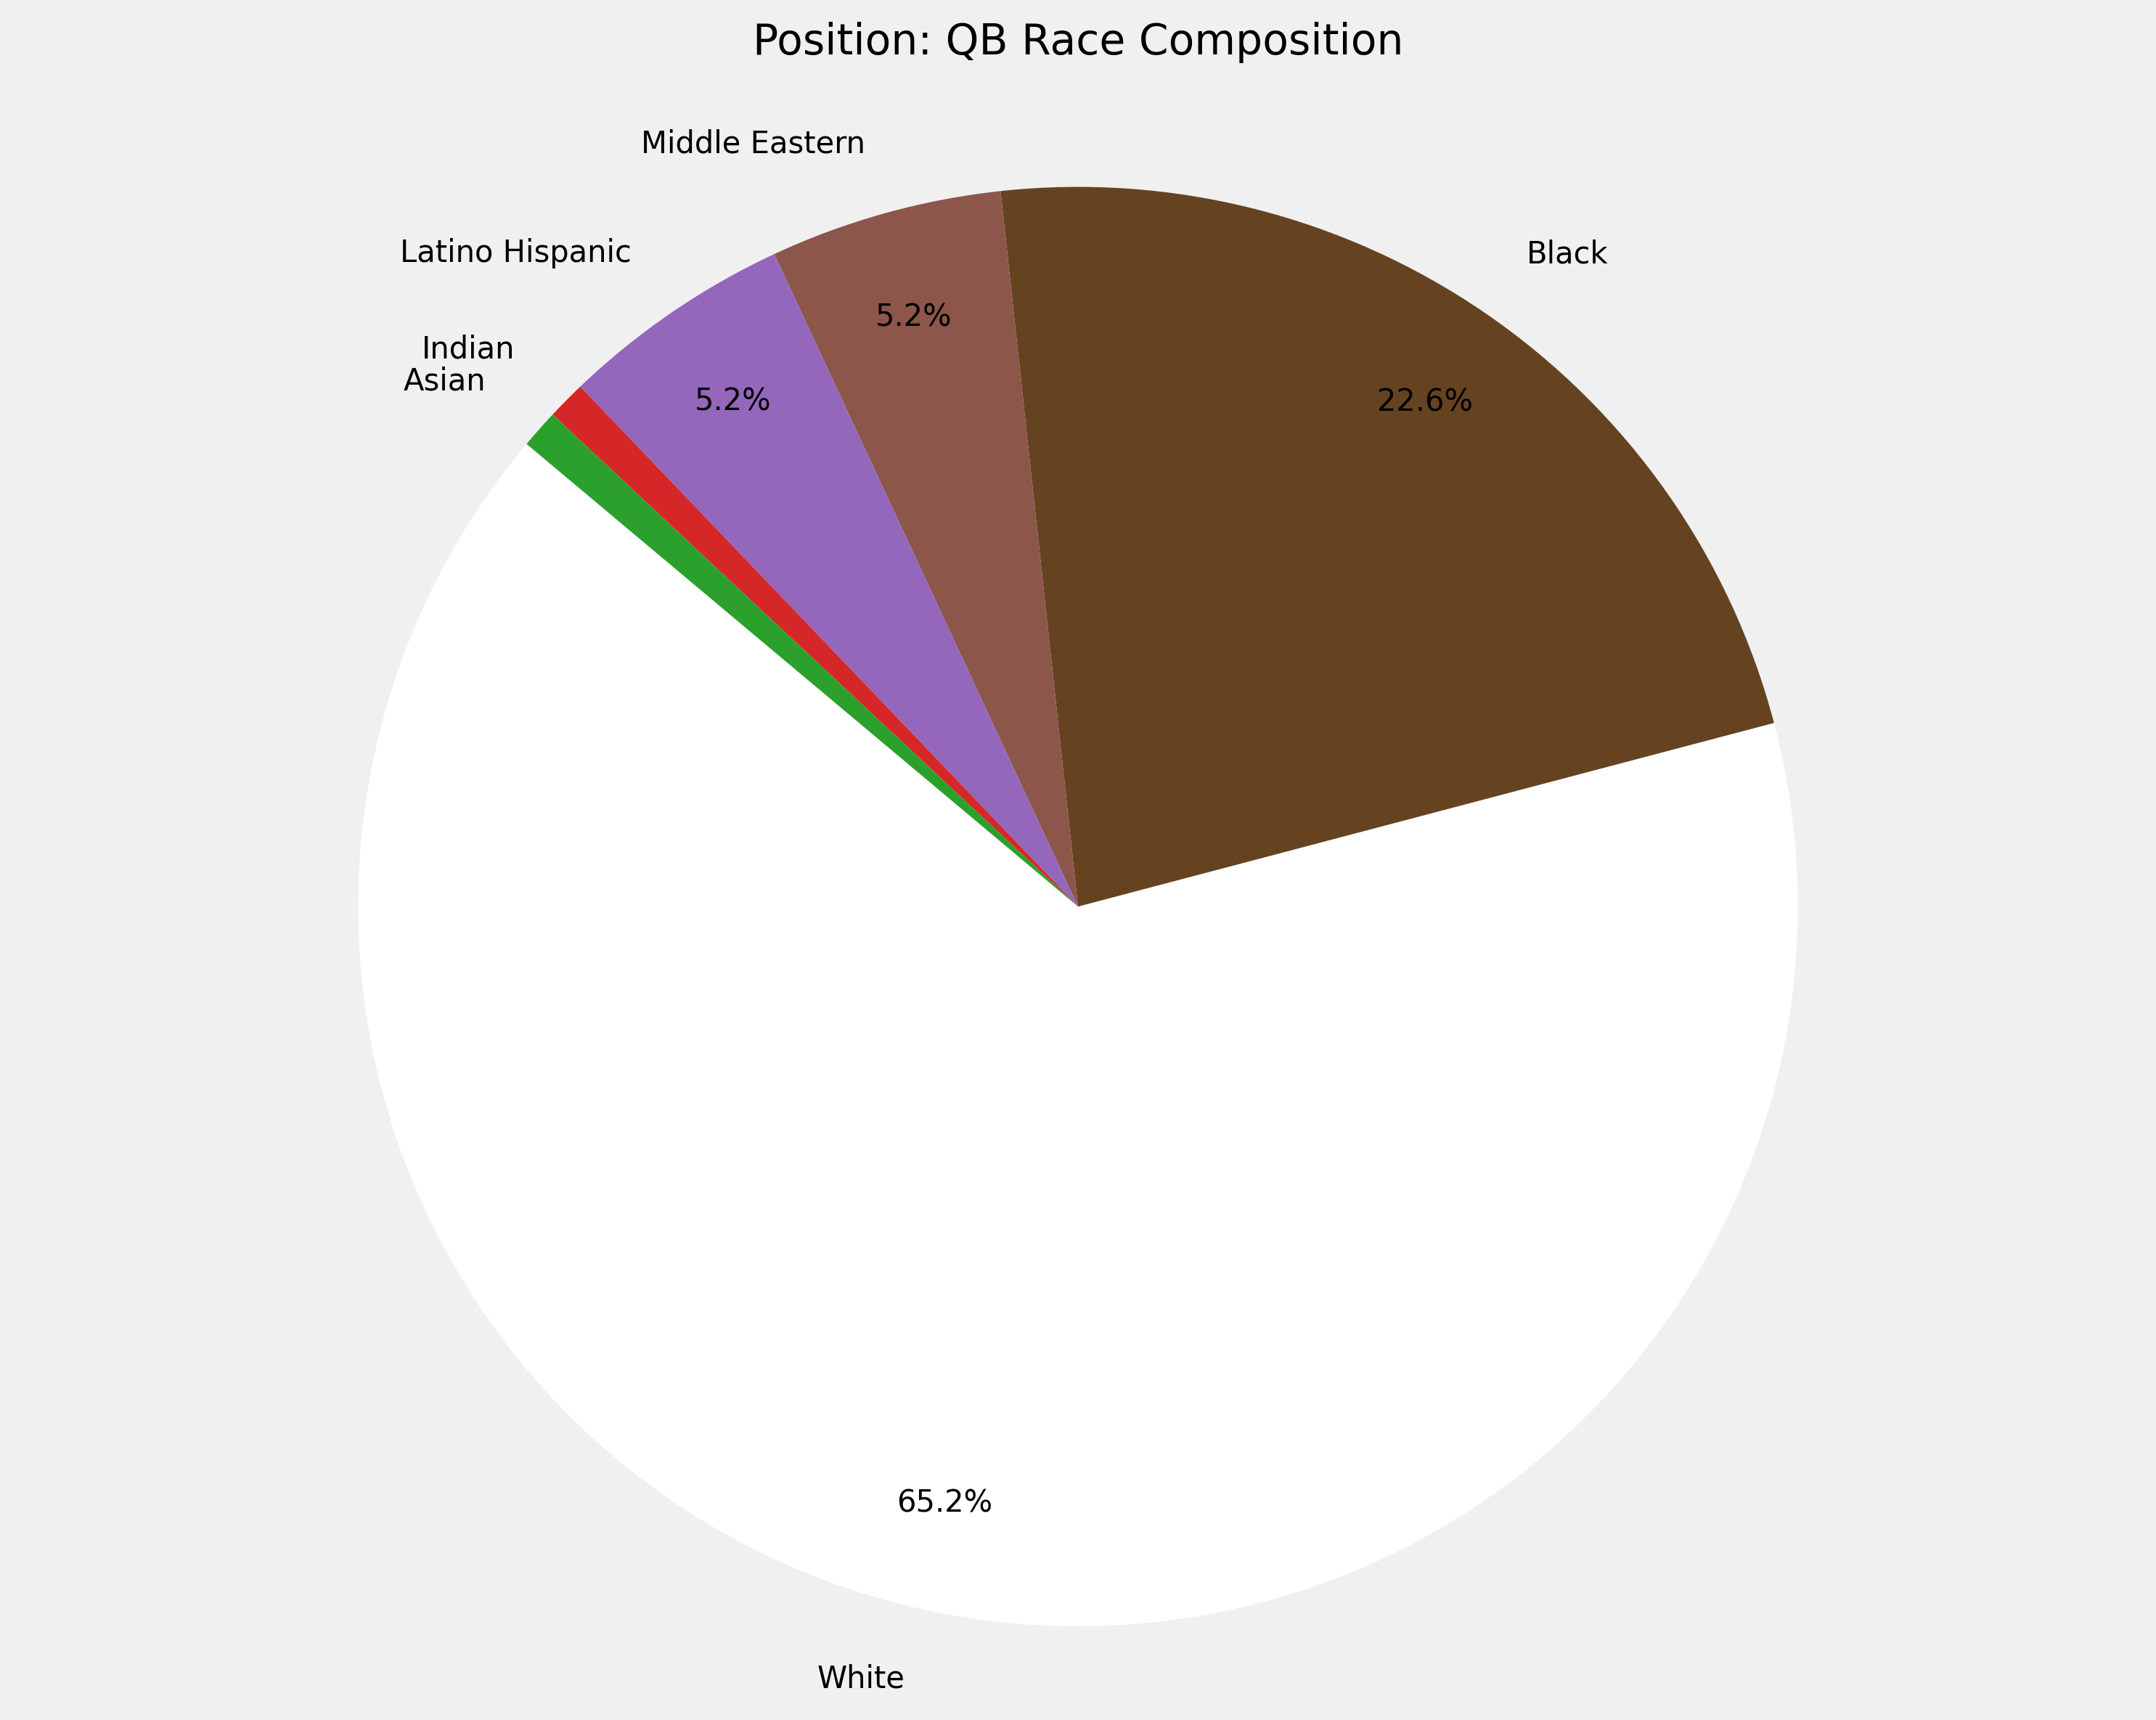 Position: QB Race Composition
Middle Eastern
Latino Hispanic
Black
Indian
Asian
5.2%
5.2%
22.6%
65.2%
White